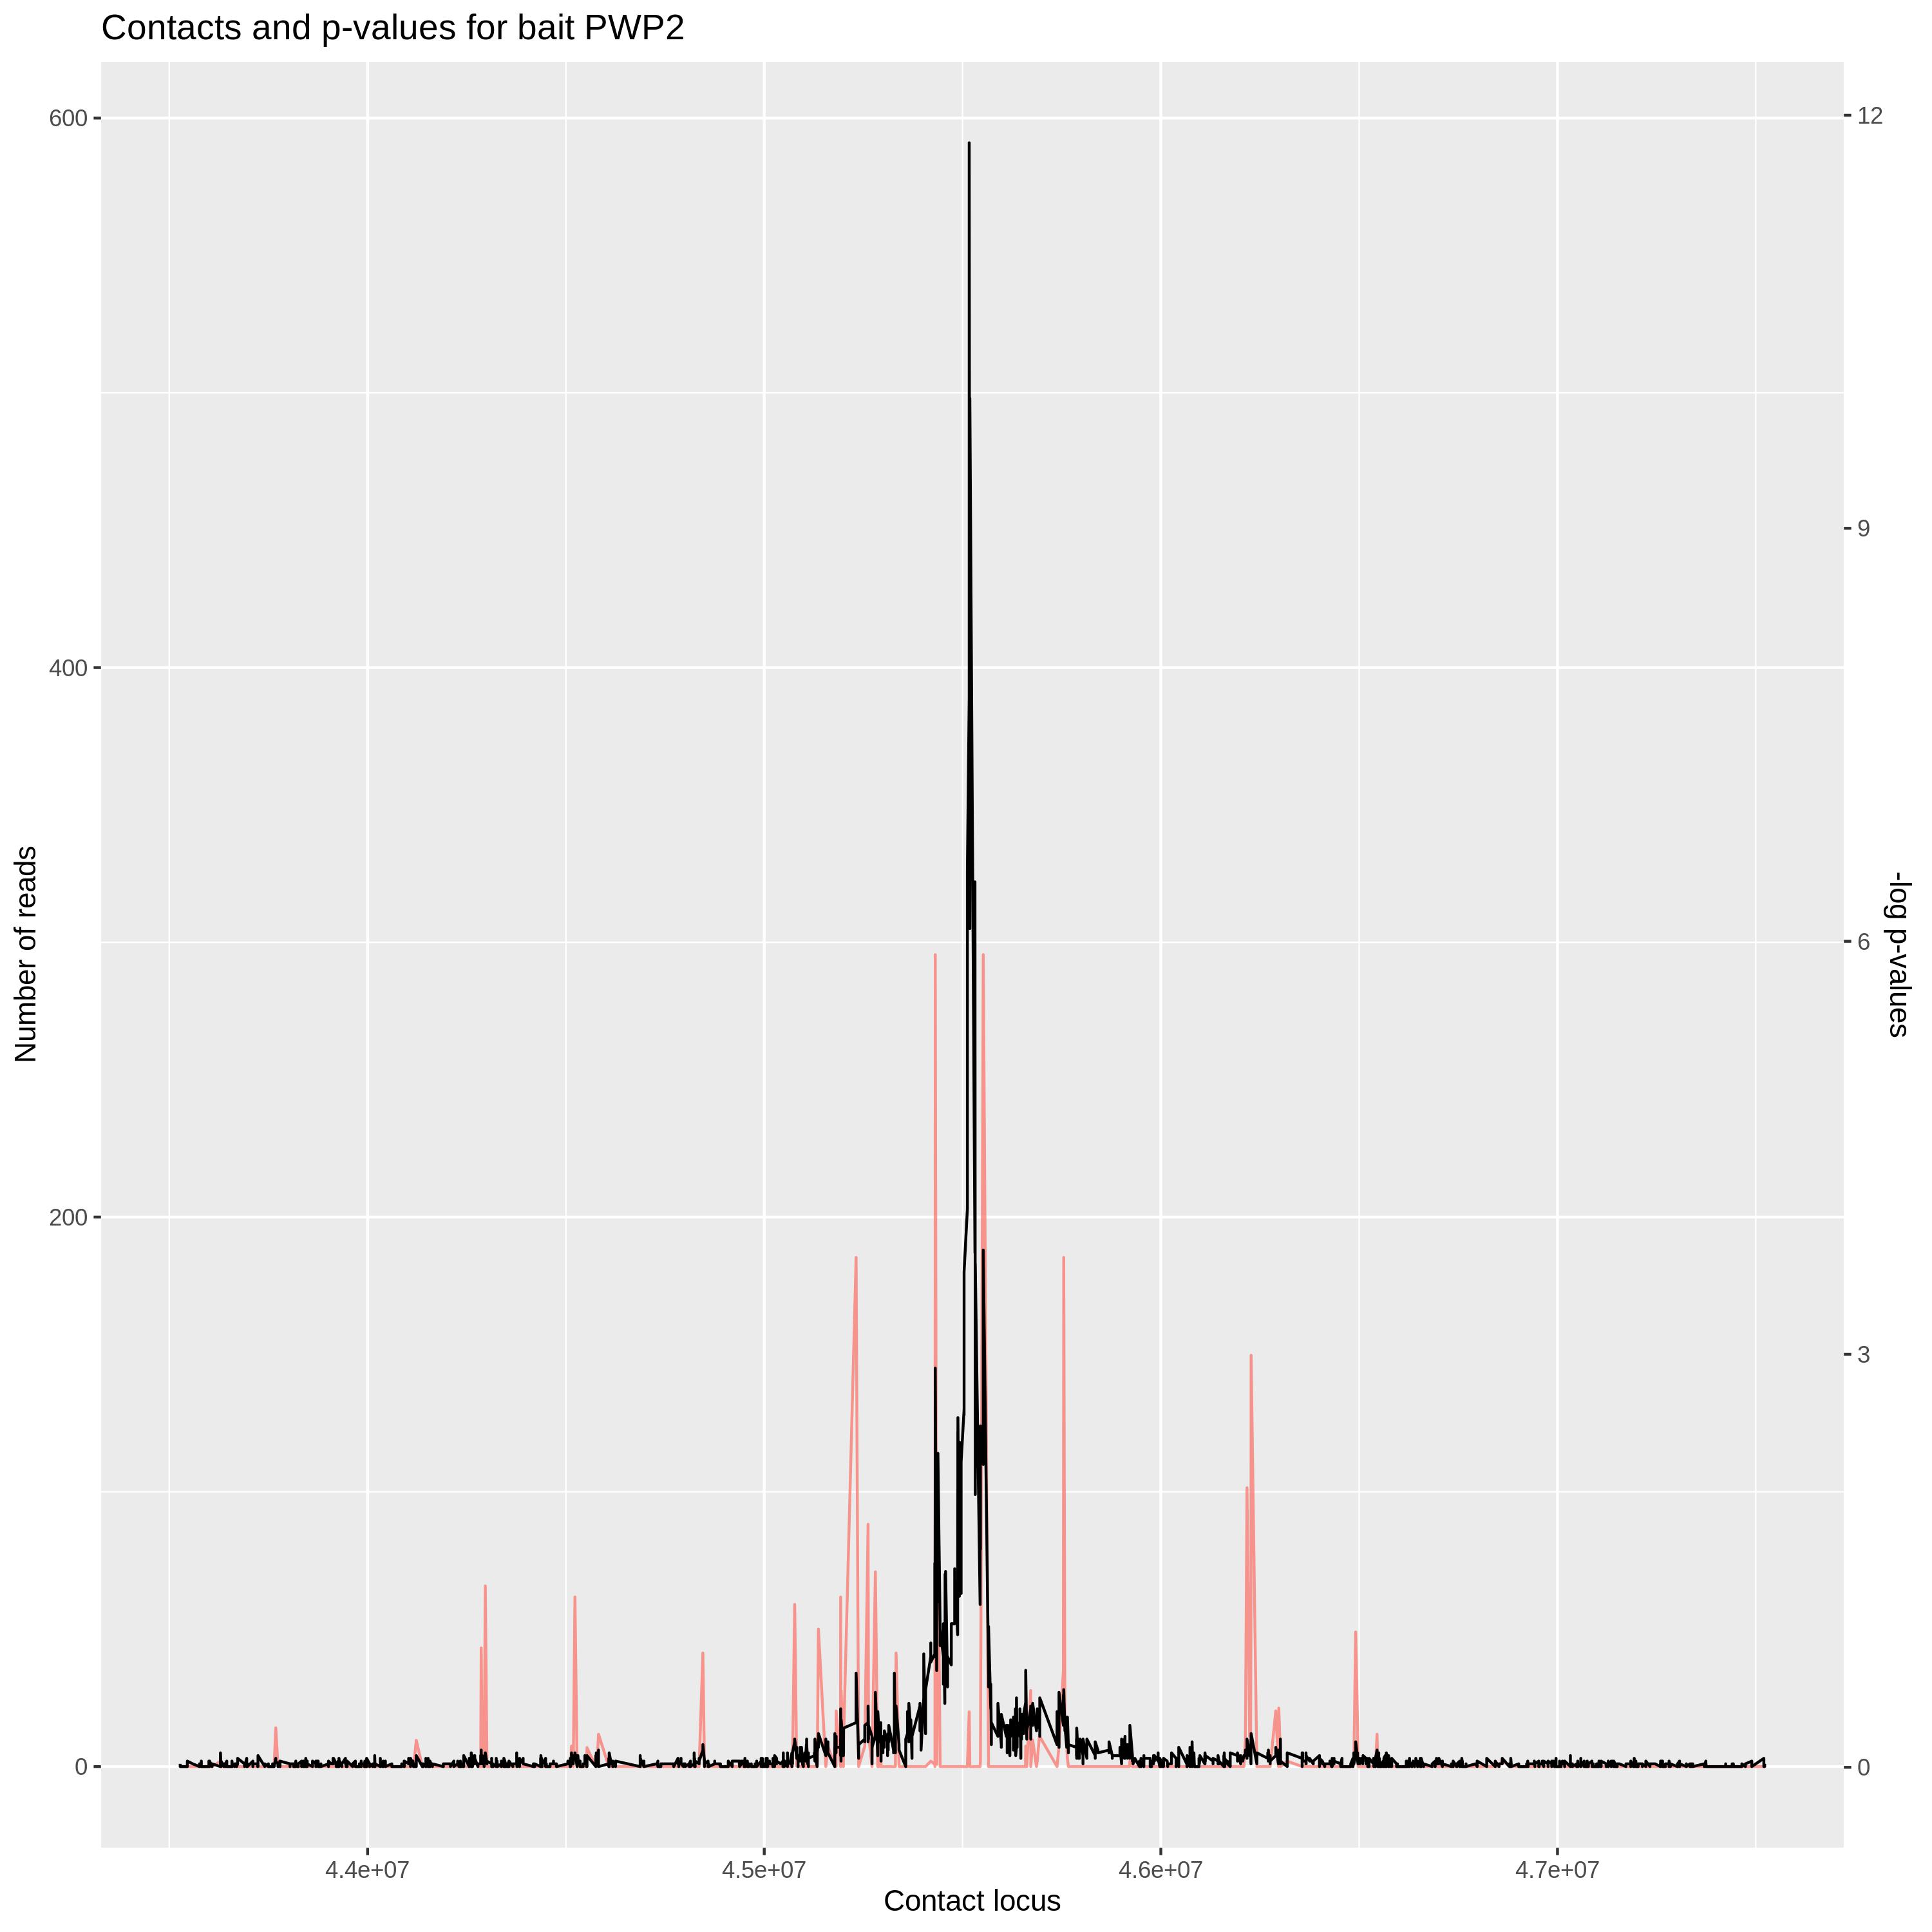 Contacts and p-values for bait PWP2
600
400
200
0
Number of reads
12
9
6
3
0
-log p-values
4.4e+07
4.5e+07
4.6e+07
4.7e+07
Contact locus